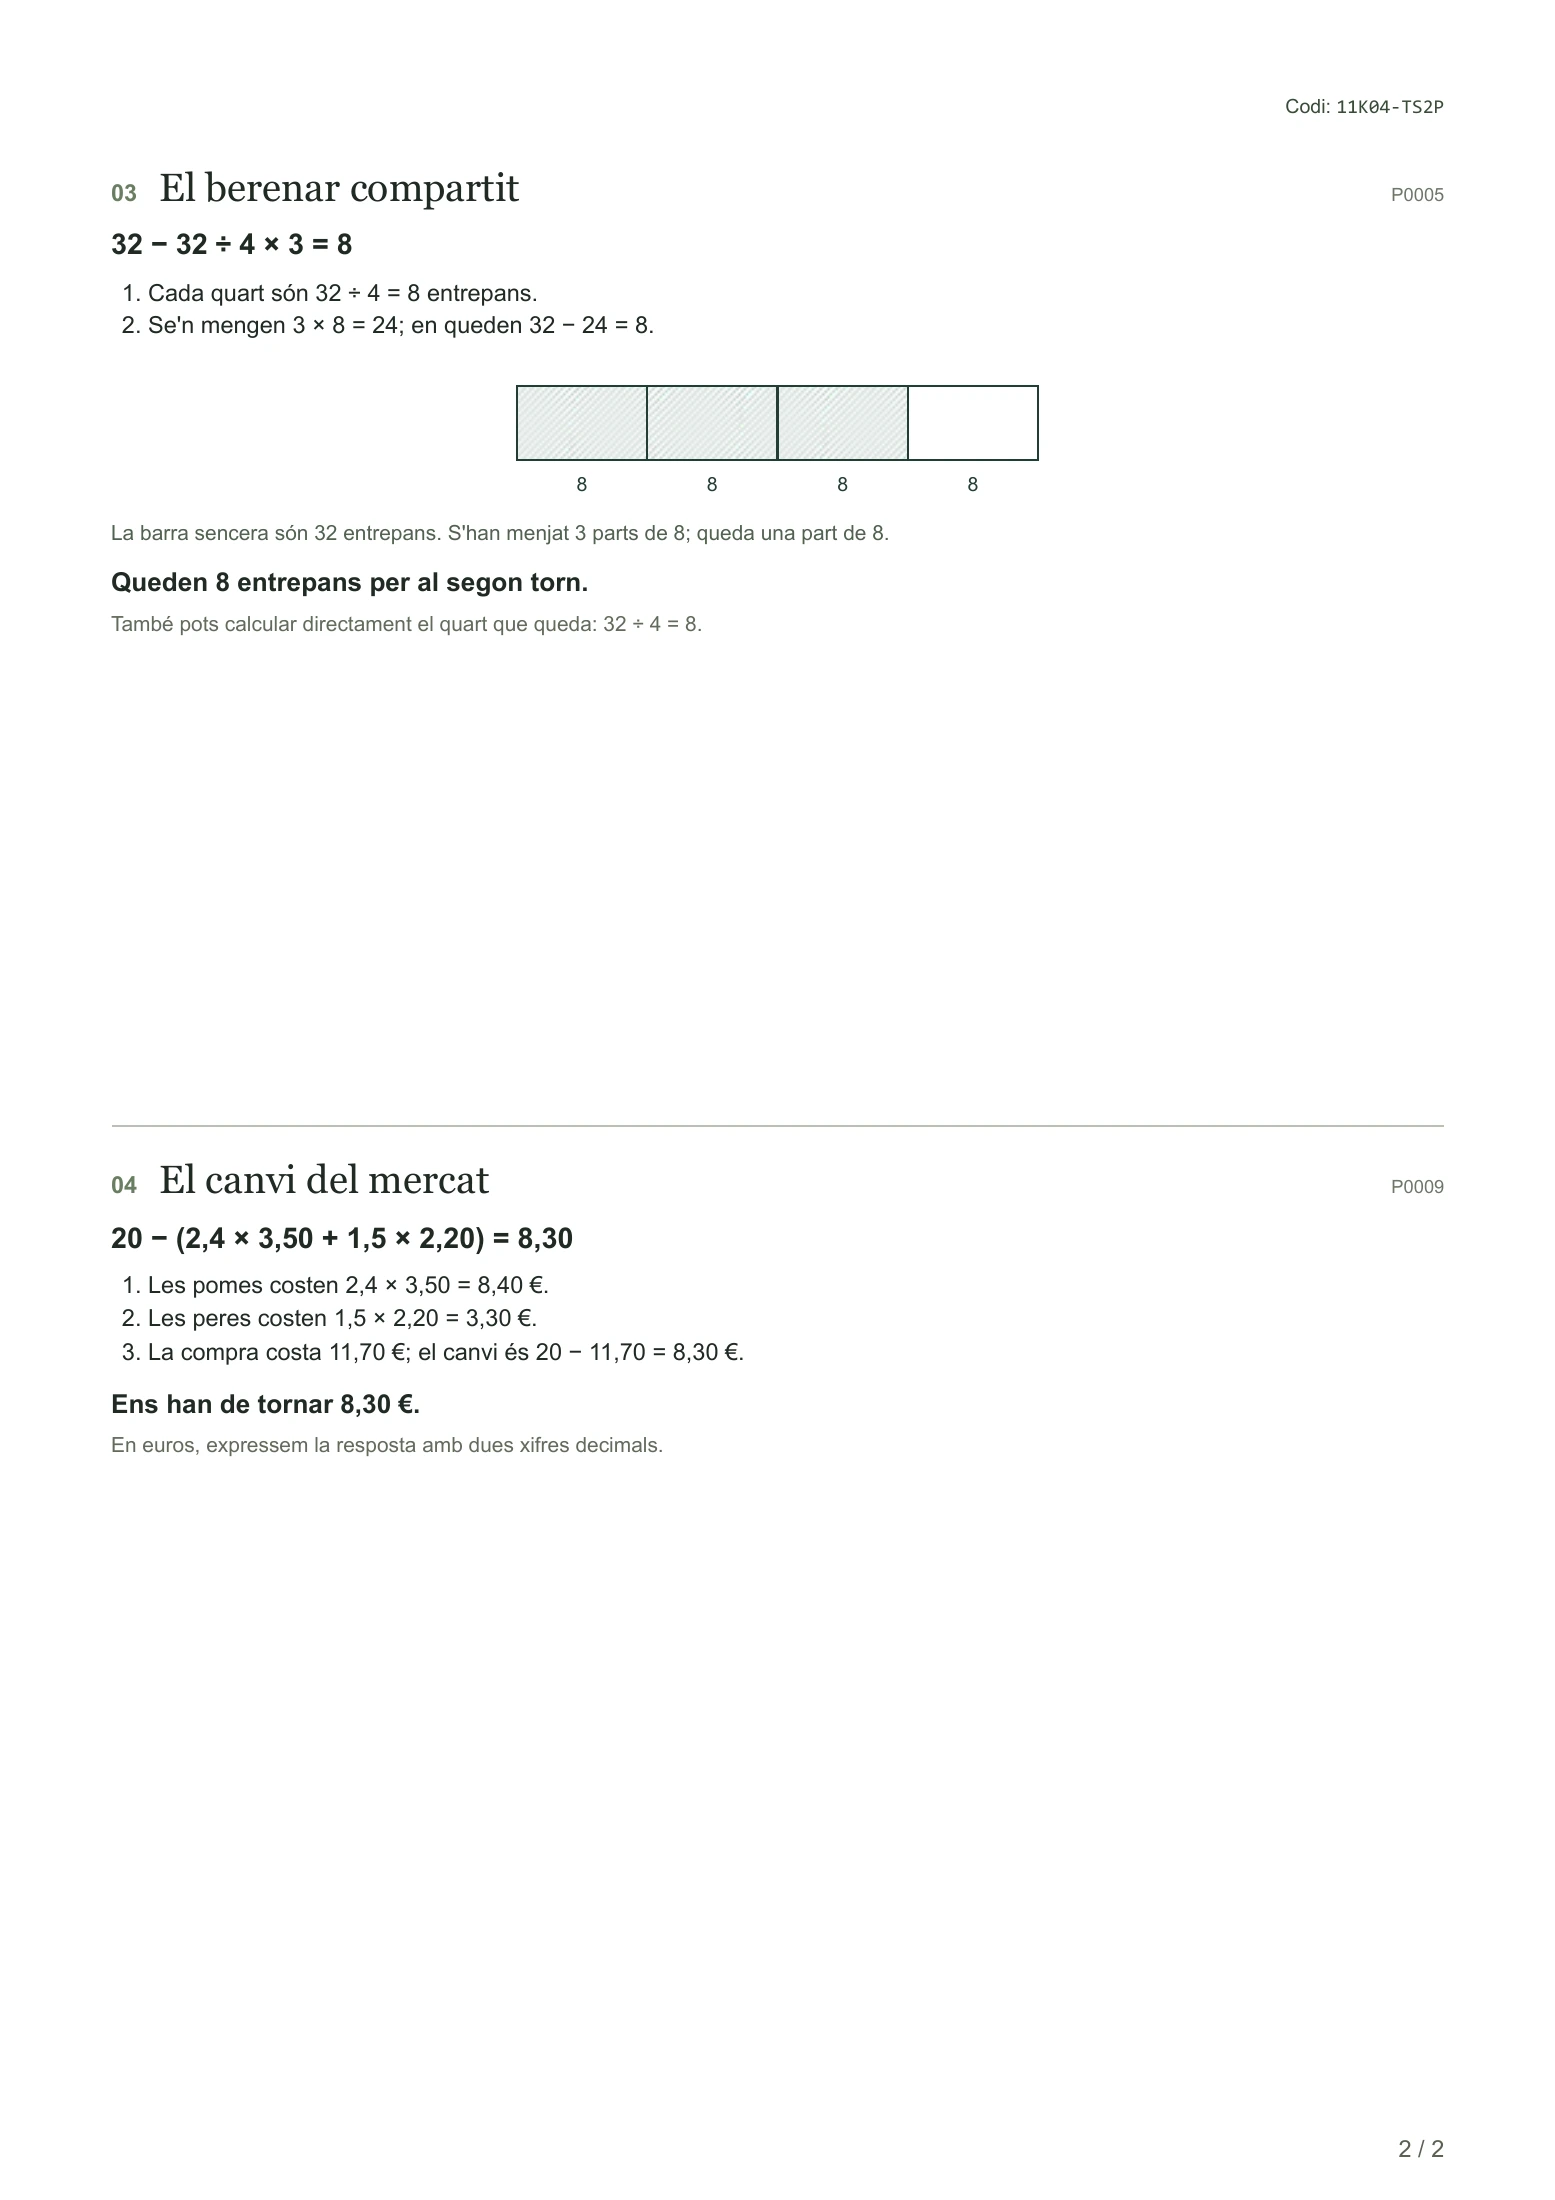 Codi: 11K04-TS2P
03 El berenar compartit P0005
32 − 32 ÷ 4 × 3 = 8
1. Cada quart són 32 ÷ 4 = 8 entrepans.
2. Se'n mengen 3 × 8 = 24; en queden 32 − 24 = 8.
8 8 8 8
La barra sencera són 32 entrepans. S'han menjat 3 parts de 8; queda una part de 8.
Queden 8 entrepans per al segon torn.
També pots calcular directament el quart que queda: 32 ÷ 4 = 8.
04 El canvi del mercat P0009
20 − (2,4 × 3,50 + 1,5 × 2,20) = 8,30
1. Les pomes costen 2,4 × 3,50 = 8,40 €.
2. Les peres costen 1,5 × 2,20 = 3,30 €.
3. La compra costa 11,70 €; el canvi és 20 − 11,70 = 8,30 €.
Ens han de tornar 8,30 €.
En euros, expressem la resposta amb dues xifres decimals.
2 / 2